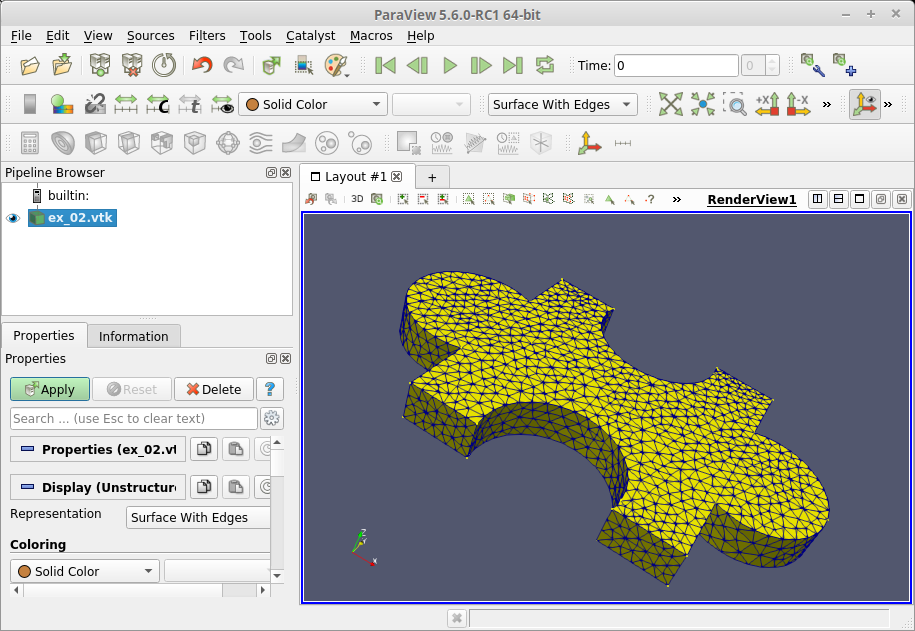 ParaView 5.6.0-RC1 64-bit
File Edit View Sources Filters Tools Catalyst Macros Help
Time: 0 0
Solid Color Surface With Edges +X -X »  »
Pipeline Browser
builtin:
ex_02.vtk
Properties Information
Properties
Apply Reset Delete ?
Search ... (use Esc to clear text)
Properties (ex_02.vt
Display (Unstructure
Representation Surface With Edges
Coloring
Solid Color
Layout #1 +
3D ? » RenderView1
Z
Y
X